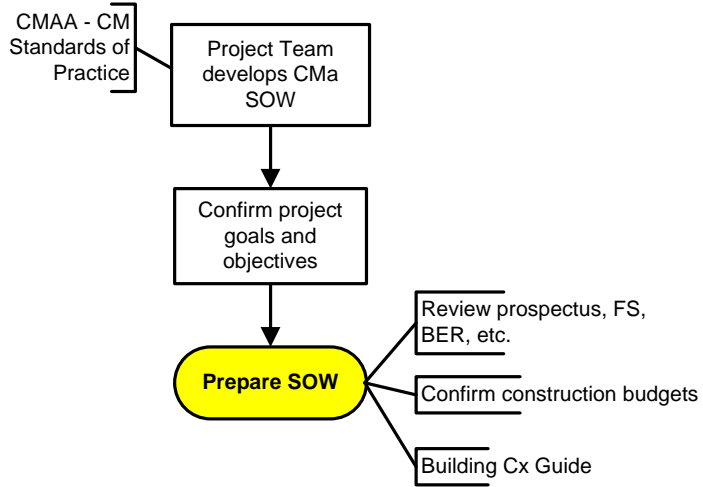 CMAA - CM
Standards of
Practice
Project Team
develops CMa
SOW
Confirm project
goals and
objectives
Prepare SOW
Review prospectus, FS,
BER, etc.
Confirm construction budgets
Building Cx Guide